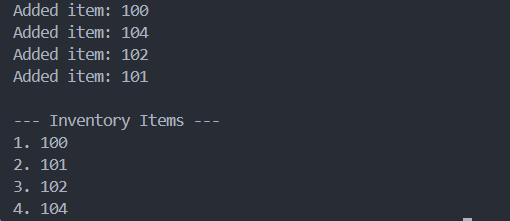 Added item: 100
Added item: 104
Added item: 102
Added item: 101
--- Inventory Items ---
1. 100
2. 101
3. 102
4. 104